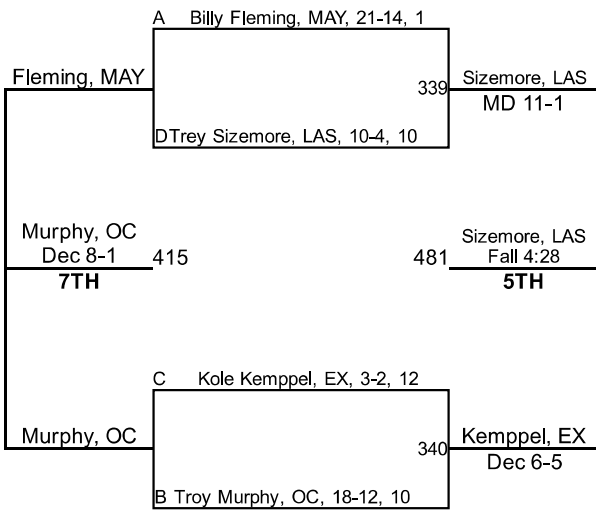 A Billy Fleming, MAY, 21-14, 1
Fleming, MAY
339
Sizemore, LAS
MD 11-1
DTrey Sizemore, LAS, 10-4, 10
Murphy, OC
Dec 8-1
7TH
415
481
Sizemore, LAS
Fall 4:28
5TH
C Kole Kemppel, EX, 3-2, 12
Murphy, OC
340
Kemppel, EX
Dec 6-5
B Troy Murphy, OC, 18-12, 10